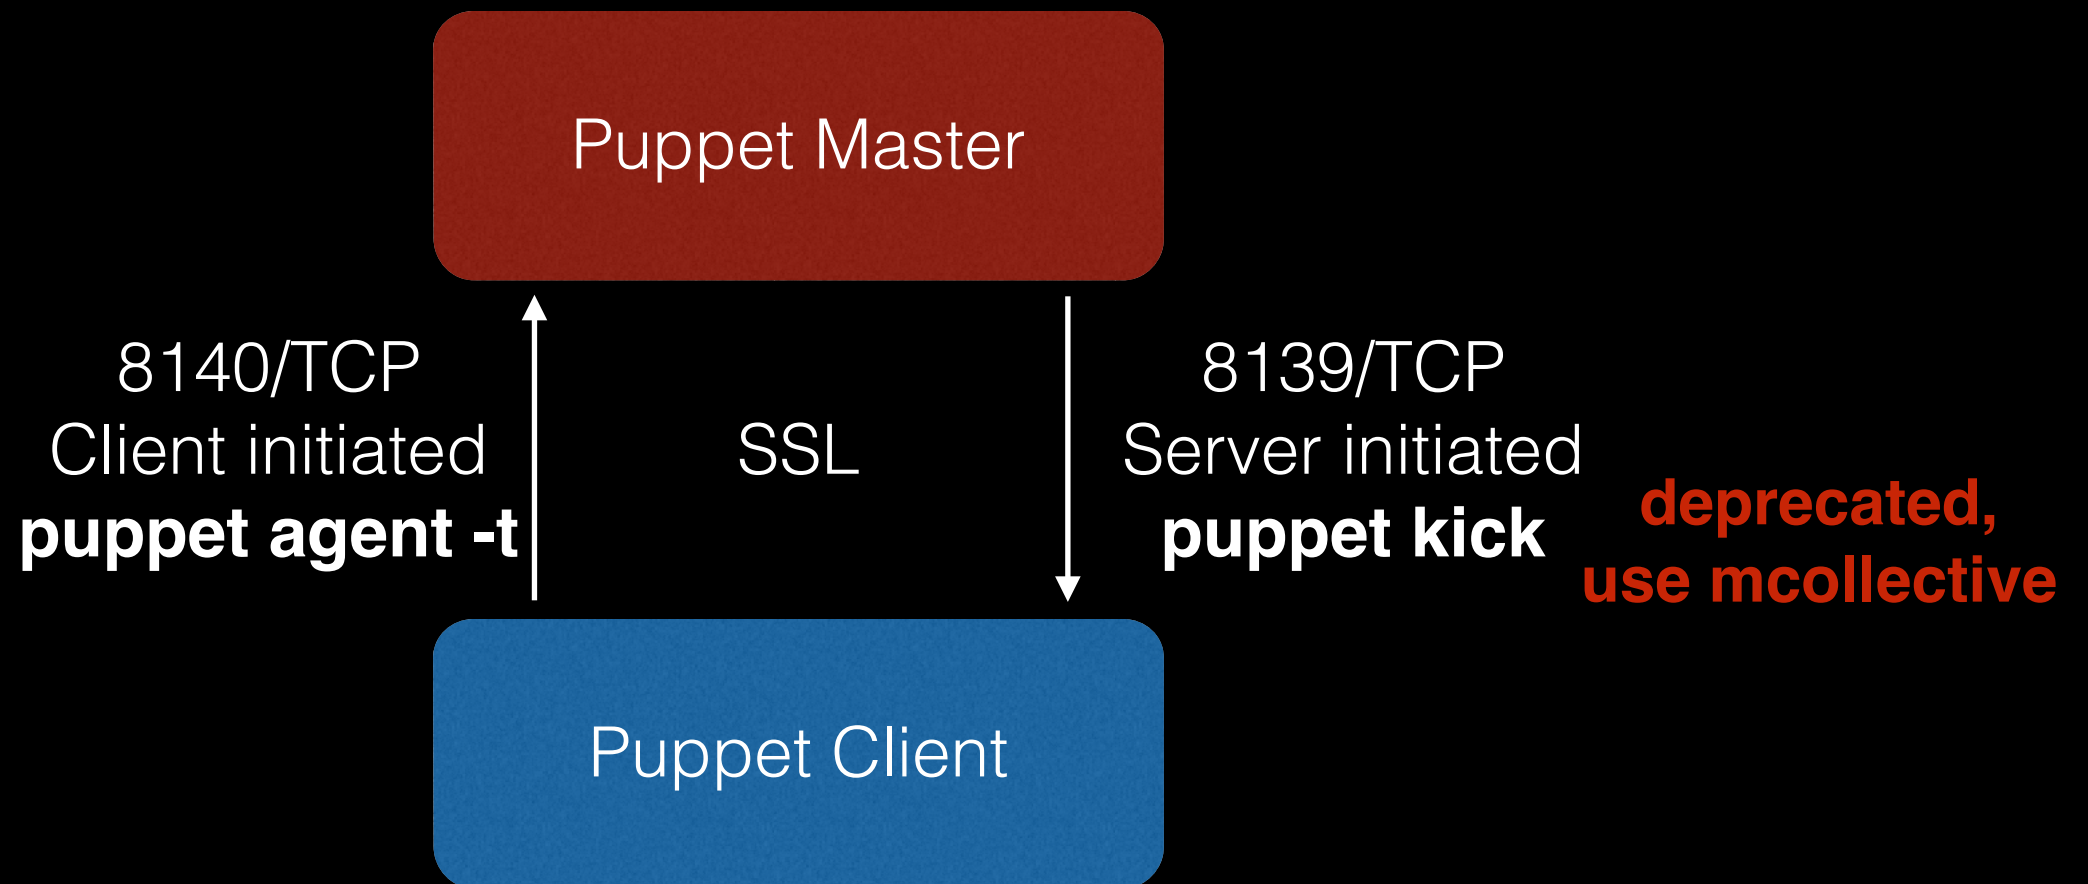 Puppet Master
8140/TCP
Client initiated
puppet agent -t
SSL
8139/TCP
Server initiated
puppet kick
deprecated,
use mcollective
Puppet Client